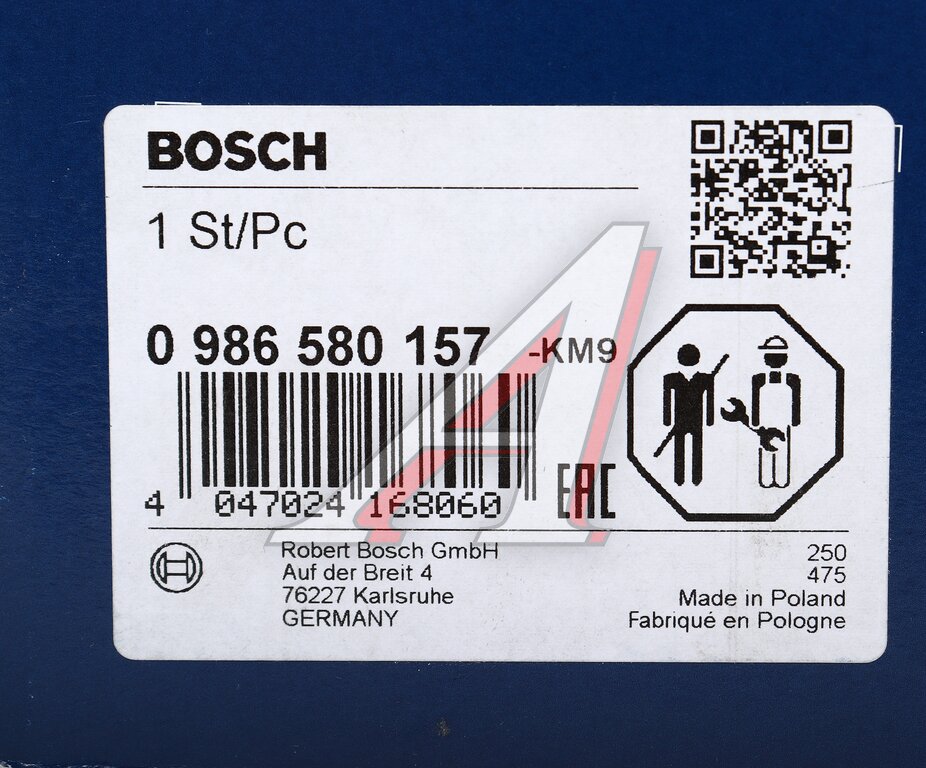 BOSCH
1 St/Pc
0 986 580 157 -KM9
4 047024 168060
EAC
Robert Bosch GmbH
Auf der Breit 4
76227 Karlsruhe
GERMANY
250
475
Made in Poland
Fabriqué en Pologne